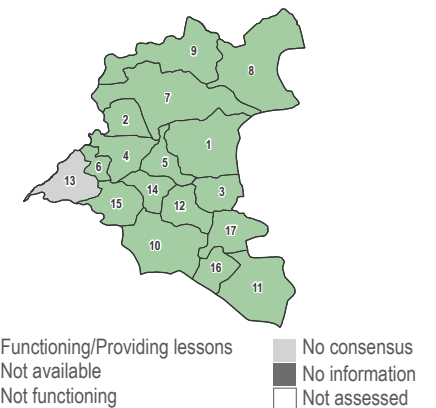 9
8
7
2
1
4
5
6
13
14
3
15
12
17
10
16
11
Functioning/Providing lessons
No consensus
Not available
No information
Not functioning
Not assessed